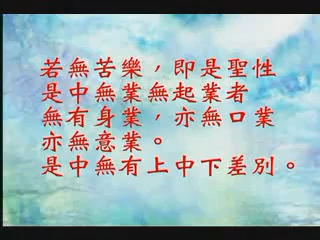 若無苦樂，即是聖性
是中無業無起業者
無有身業，亦無口業
亦無意業。
是中無有上中下差別。